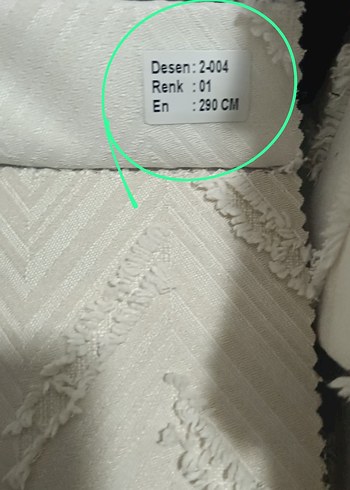 Desen : 2-004
Renk : 01
En : 290 CM